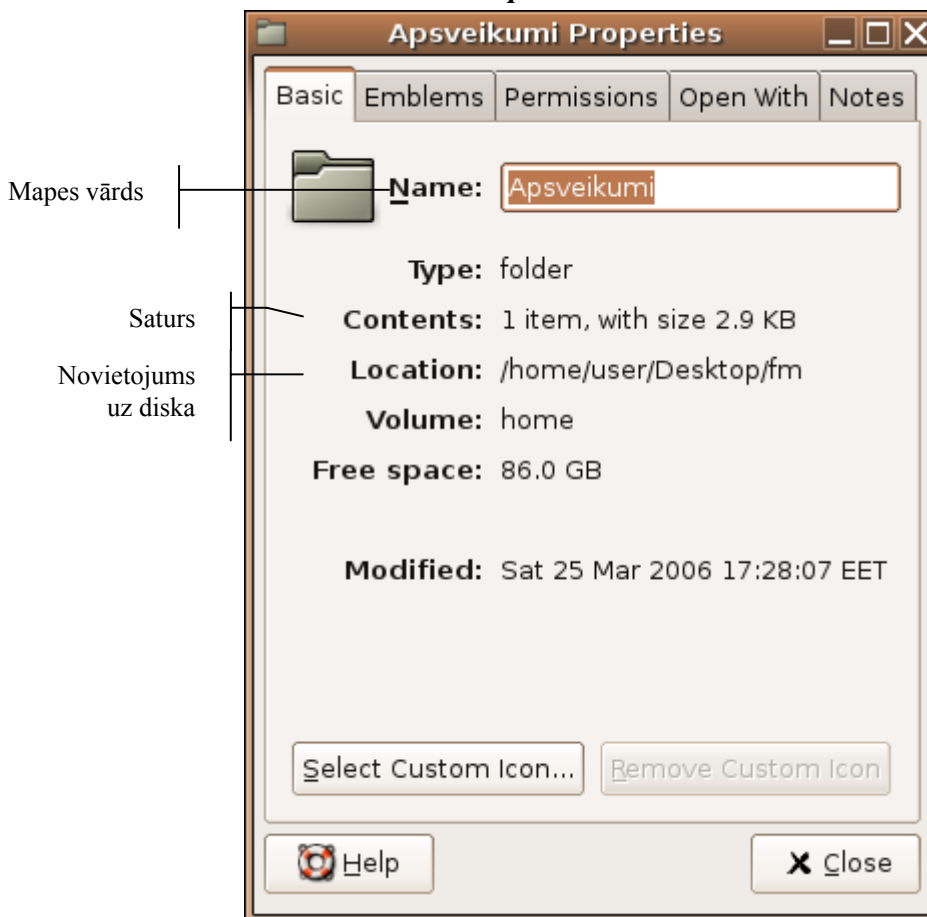 Apsveikumi Properties
Basic Emblems Permissions Open With Notes
Mapes vārds
Name: Apsveikumi
Type: folder
Saturs
Contents: 1 item, with size 2.9 KB
Novietojums
uz diska
Location: /home/user/Desktop/fm
Volume: home
Free space: 86.0 GB
Modified: Sat 25 Mar 2006 17:28:07 EET
Select Custom Icon... Remove Custom Icon
Help Close